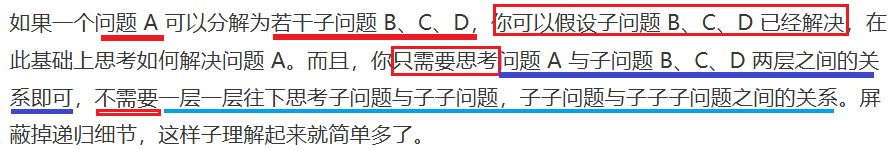 如果一个问题 A 可以分解为若干子问题 B、C、D，你可以假设子问题 B、C、D 已经解决，在
此基础上思考如何解决问题 A。而且，你只需要思考问题 A 与子问题 B、C、D 两层之间的关
系即可，不需要一层一层往下思考子问题与子子问题，子子问题与子子子问题之间的关系。屏
蔽掉递归细节，这样子理解起来就简单多了。